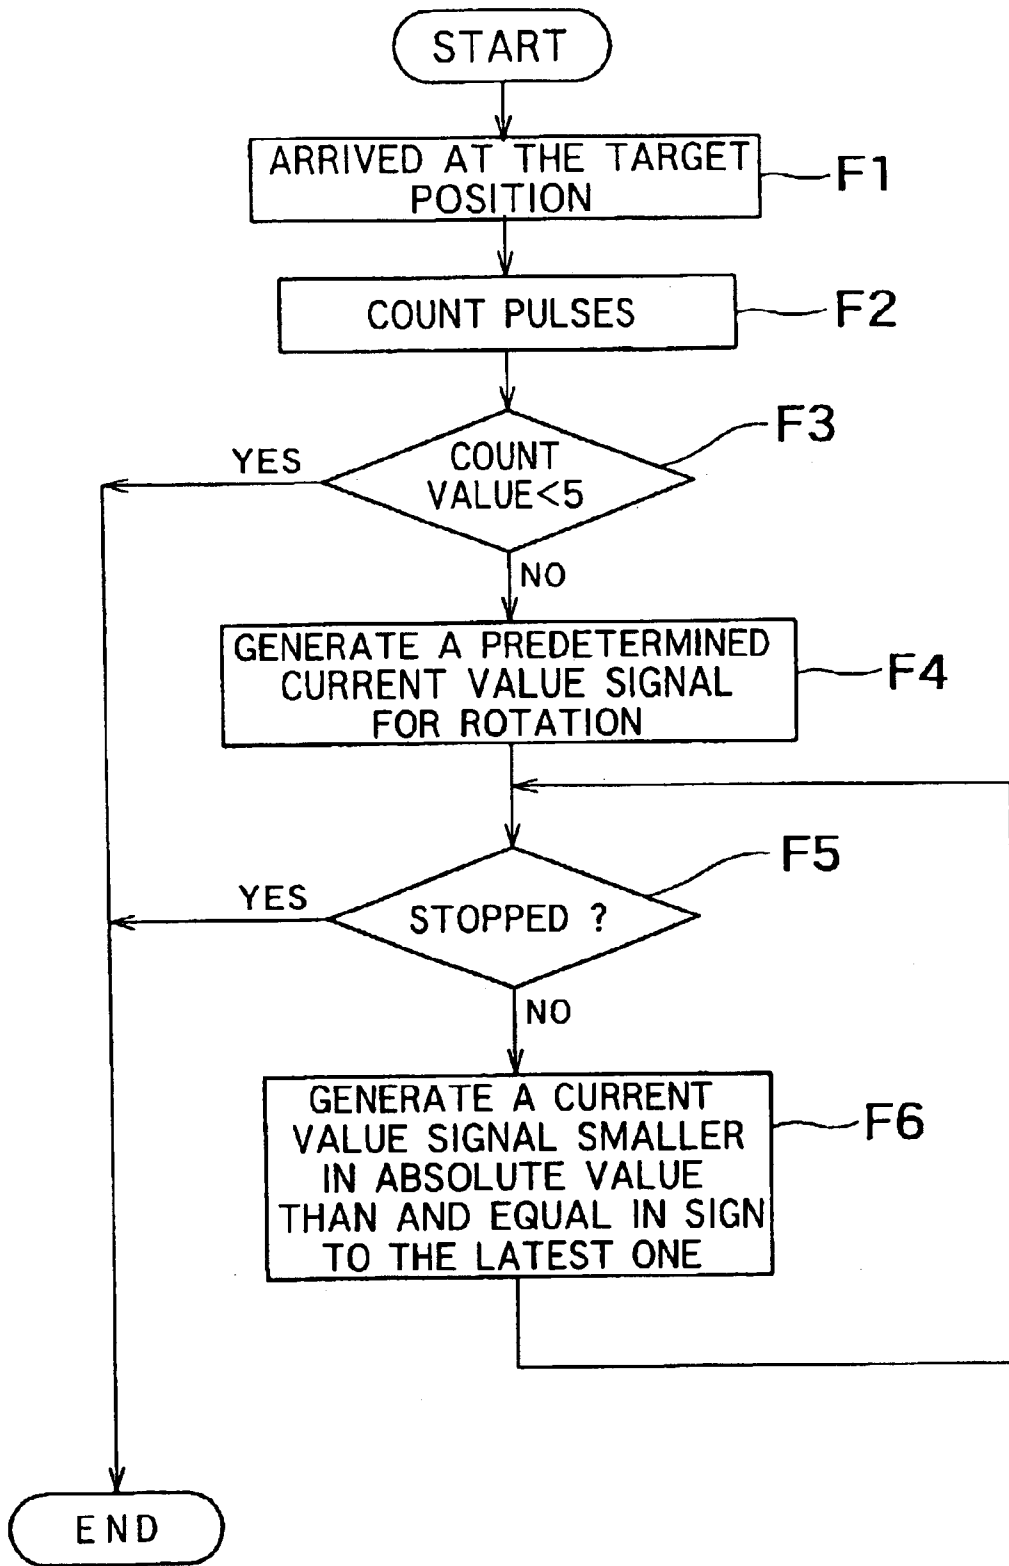 START
ARRIVED AT THE TARGET
POSITION
F1
COUNT PULSES
F2
COUNT
VALUE<5
F3
YES
NO
GENERATE A PREDETERMINED
CURRENT VALUE SIGNAL
FOR ROTATION
F4
STOPPED ?
F5
YES
NO
GENERATE A CURRENT
VALUE SIGNAL SMALLER
IN ABSOLUTE VALUE
THAN AND EQUAL IN SIGN
TO THE LATEST ONE
F6
END